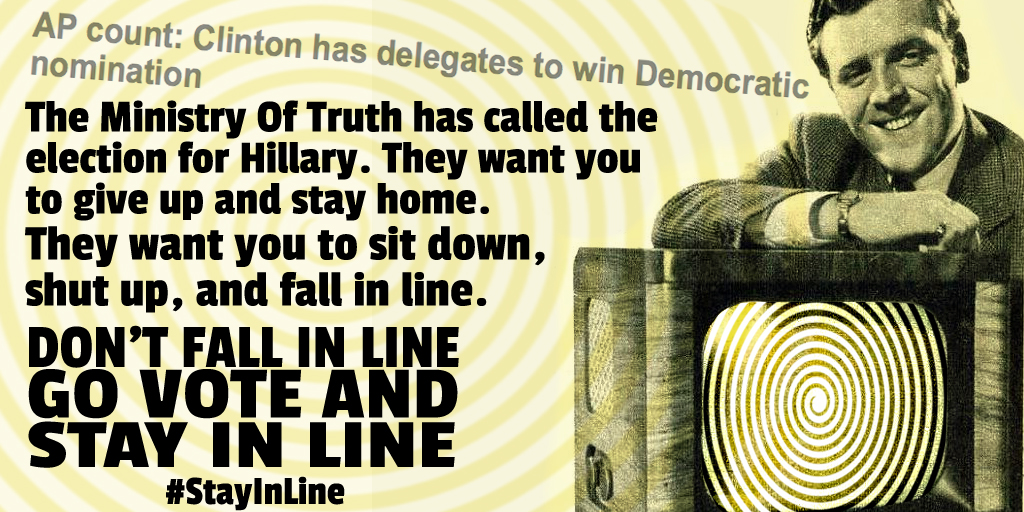 AP count: Clinton has delegates to win Democratic
nomination
The Ministry Of Truth has called the
election for Hillary. They want you
to give up and stay home.
They want you to sit down,
shut up, and fall in line.
DON'T FALL IN LINE
GO VOTE AND
STAY IN LINE
#StayInLine